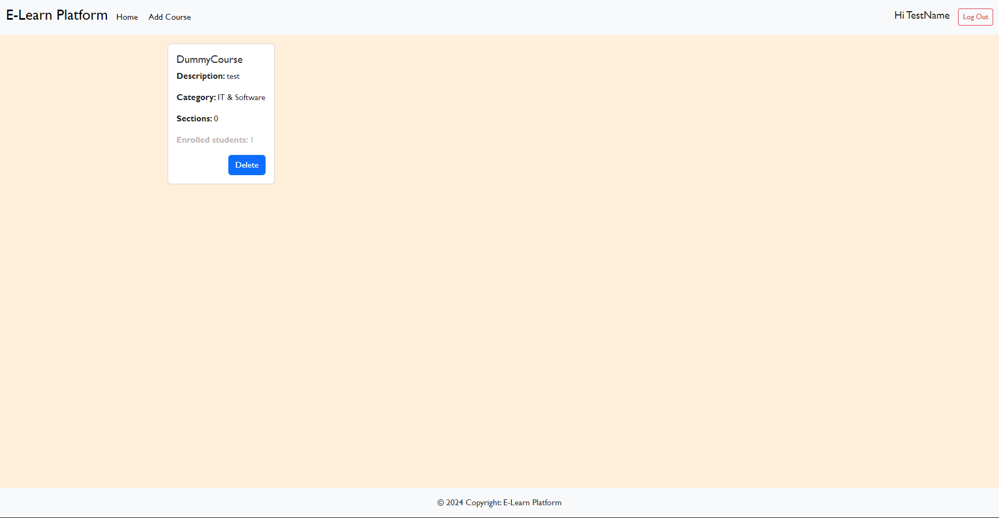 E-Learn Platform Home Add Course Hi TestName Log Out
DummyCourse
Description: test
Category: IT & Software
Sections: 0
Enrolled students: 1
Delete
© 2024 Copyright: E-Learn Platform